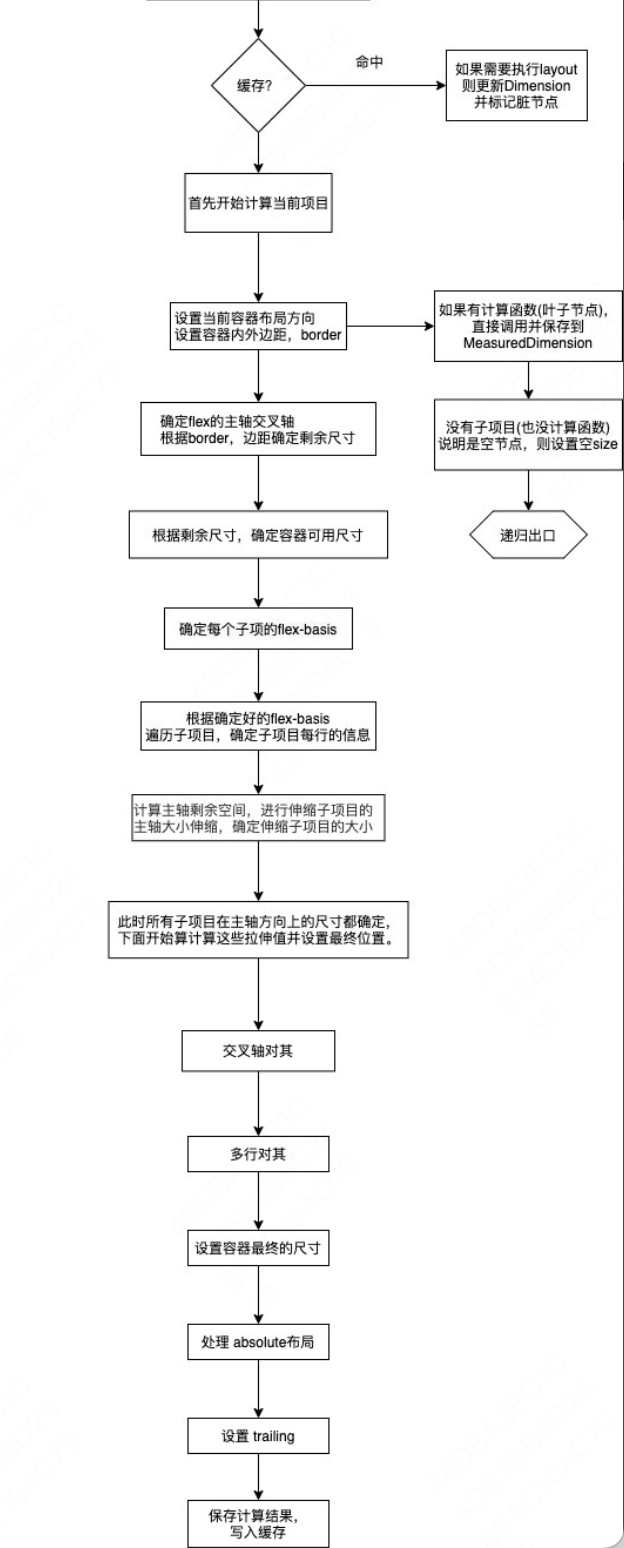 缓存?
命中
如果需要执行layout
则更新Dimension
并标记脏节点
首先开始计算当前项目
设置当前容器布局方向
设置容器内外边距，border
如果有计算函数(叶子节点)，
直接调用并保存到
MeasuredDimension
确定flex的主轴交叉轴
根据border，边距确定剩余尺寸
没有子项目(也没计算函数)
说明是空节点，则设置空size
根据剩余尺寸，确定容器可用尺寸
递归出口
确定每个子项的flex-basis
根据确定好的flex-basis
遍历子项目，确定子项目每行的信息
计算主轴剩余空间，进行伸缩子项目的
主轴大小伸缩，确定伸缩子项目的大小
此时所有子项目在主轴方向上的尺寸都确定，
下面开始算计算这些拉伸值并设置最终位置。
交叉轴对其
多行对其
设置容器最终的尺寸
处理 absolute布局
设置 trailing
保存计算结果，
写入缓存